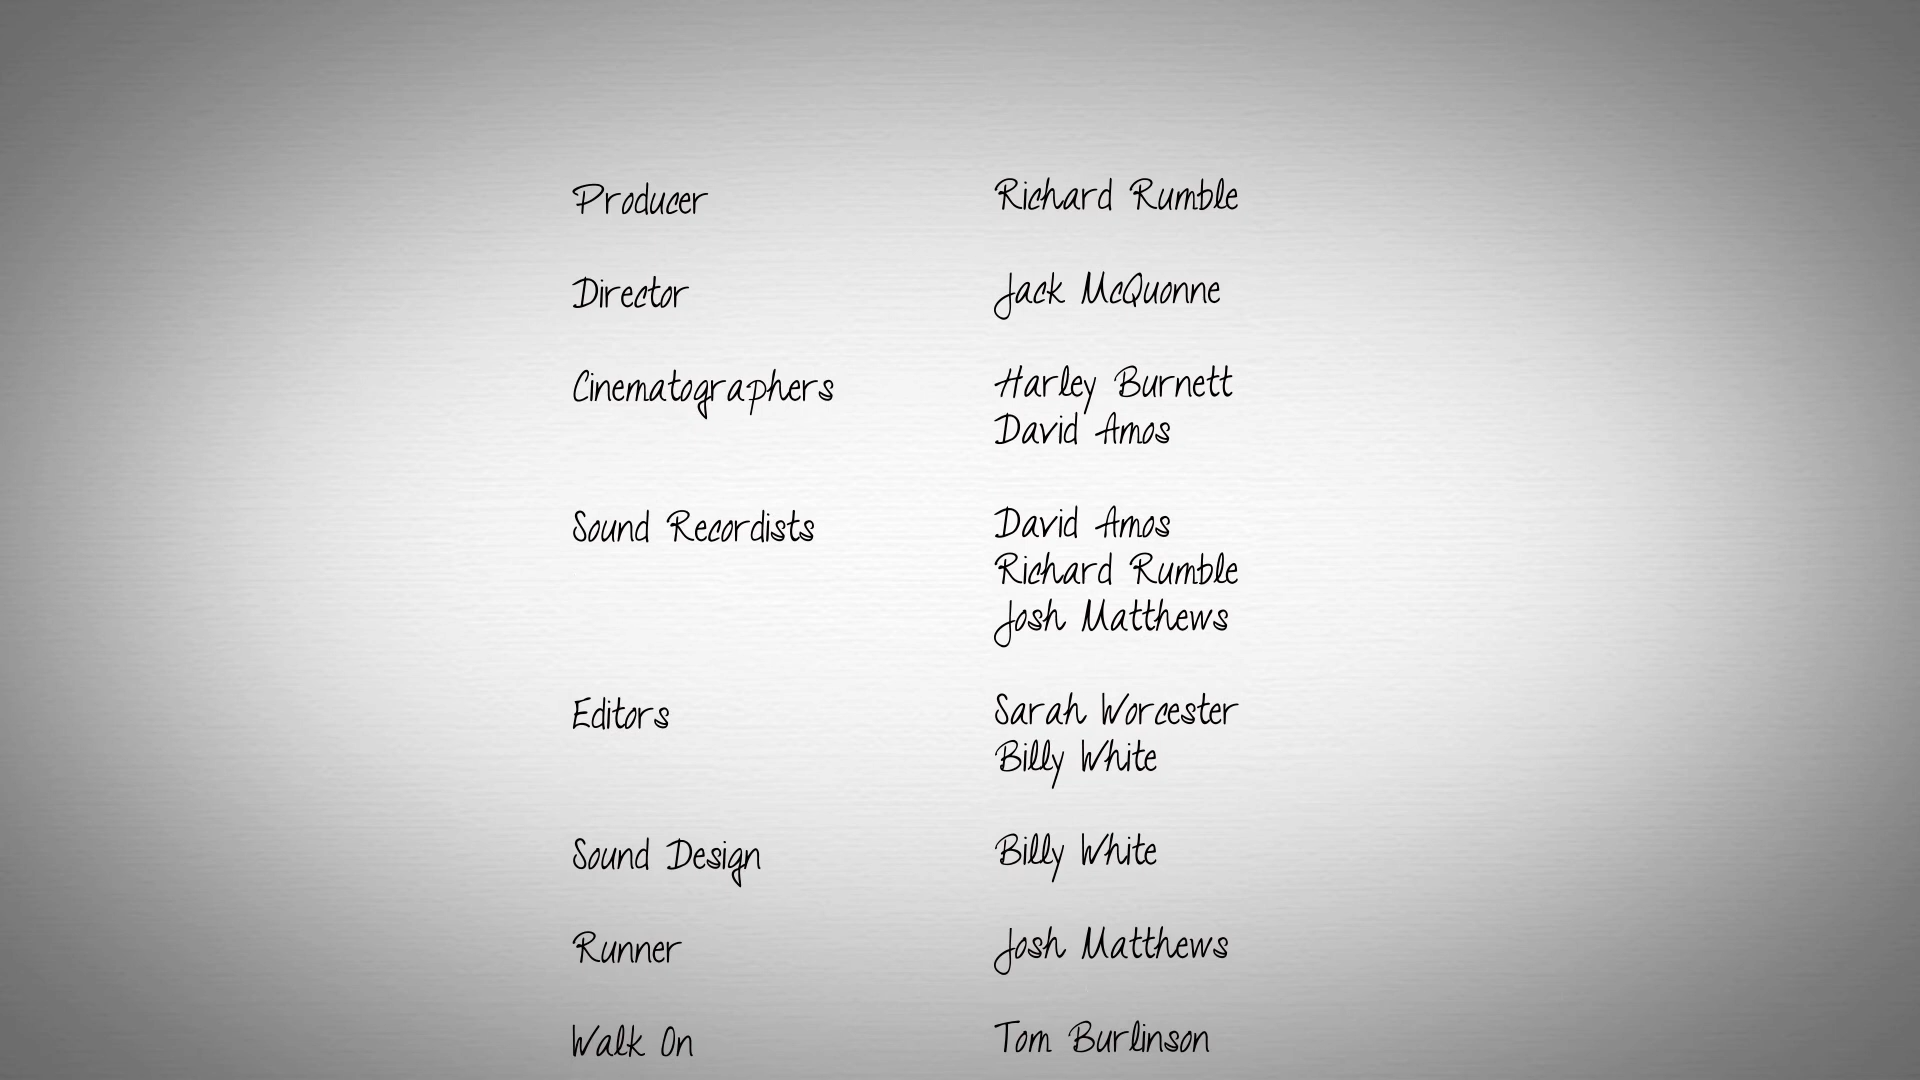 Producer Richard Rumble
Director Jack McQuonne
Cinematographers Harley Burnett
David Amos
Sound Recordists David Amos
Richard Rumble
Josh Matthews
Editors Sarah Worcester
Billy White
Sound Design Billy White
Runner Josh Matthews
Walk On Tom Burlinson